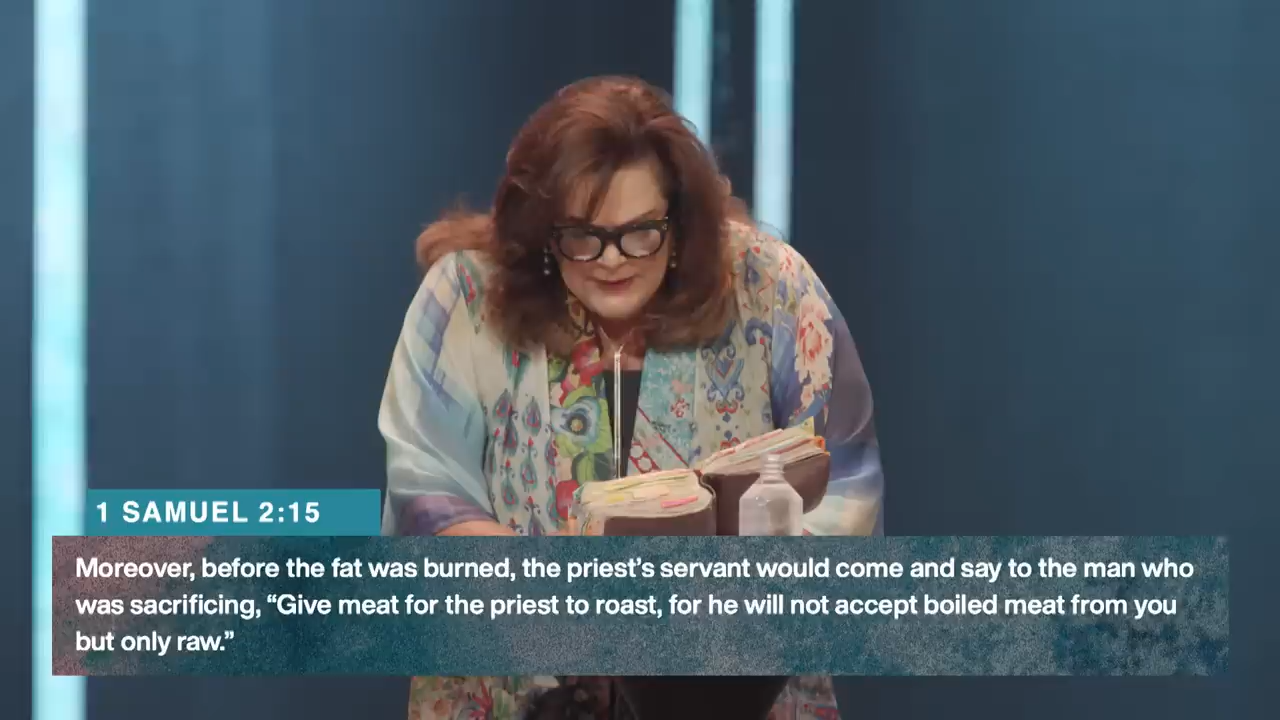 1 SAMUEL 2:15
Moreover, before the fat was burned, the priest’s servant would come and say to the man who
was sacrificing, “Give meat for the priest to roast, for he will not accept boiled meat from you
but only raw.”